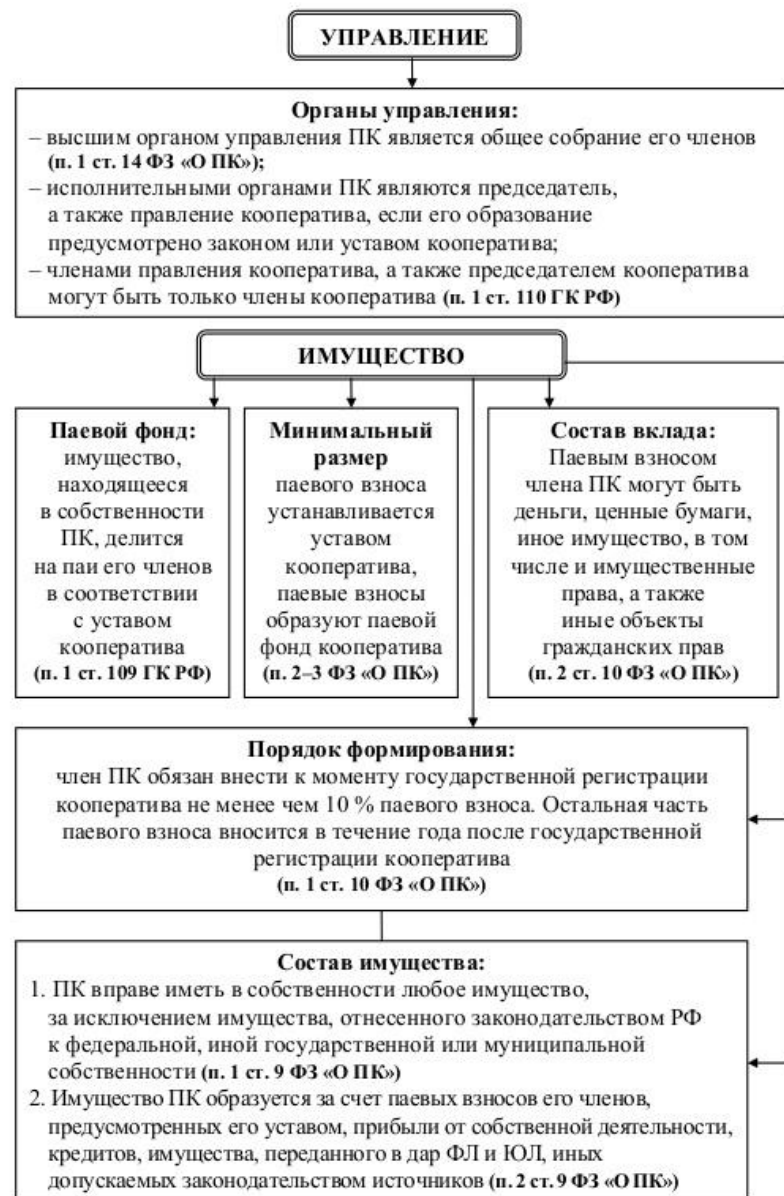 УПРАВЛЕНИЕ
Органы управления:
– высшим органом управления ПК является общее собрание его членов
(п. 1 ст. 14 ФЗ «О ПК»);
– исполнительными органами ПК являются председатель,
а также правление кооператива, если его образование
предусмотрено законом или уставом кооператива;
– членами правления кооператива, а также председателем кооператива
могут быть только члены кооператива (п. 1 ст. 110 ГК РФ)
ИМУЩЕСТВО
Паевой фонд:
имущество,
находящееся
в собственности
ПК, делится
на паи его членов
в соответствии
с уставом
кооператива
(п. 1 ст. 109 ГК РФ)
Минимальный
размер
паевого взноса
устанавливается
уставом
кооператива,
паевые взносы
образуют паевой
фонд кооператива
(п. 2–3 ФЗ «О ПК»)
Состав вклада:
Паевым взносом
члена ПК могут быть
деньги, ценные бумаги,
иное имущество, в том
числе и имущественные
права, а также
иные объекты
гражданских прав
(п. 2 ст. 10 ФЗ «О ПК»)
Порядок формирования:
член ПК обязан внести к моменту государственной регистрации
кооператива не менее чем 10 % паевого взноса. Остальная часть
паевого взноса вносится в течение года после государственной
регистрации кооператива
(п. 1 ст. 10 ФЗ «О ПК»)
Состав имущества:
1. ПК вправе иметь в собственности любое имущество,
за исключением имущества, отнесенного законодательством РФ
к федеральной, иной государственной или муниципальной
собственности (п. 1 ст. 9 ФЗ «О ПК»)
2. Имущество ПК образуется за счет паевых взносов его членов,
предусмотренных его уставом, прибыли от собственной деятельности,
кредитов, имущества, переданного в дар ФЛ и ЮЛ, иных
допускаемых законодательством источников (п. 2 ст. 9 ФЗ «О ПК»)